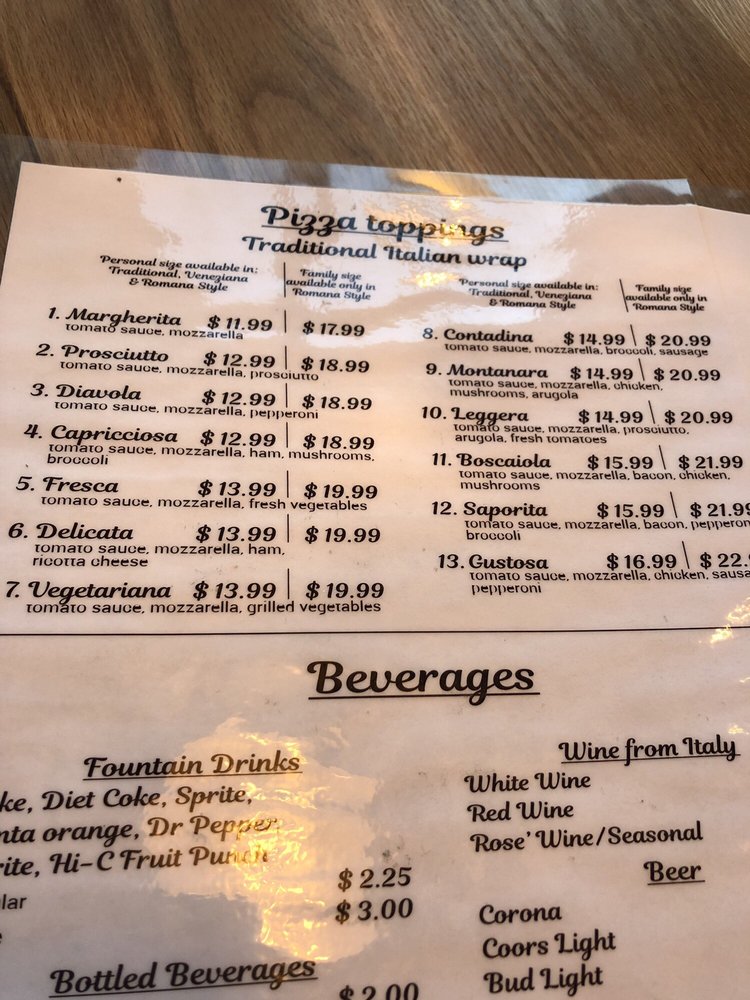 Pizza toppings
Traditional Italian wrap
Personal size available in:
Traditional, Veneziana
& Romana Style
Family size
available only in
Romana Style
1. Margherita $ 11.99 $ 17.99
tomato sauce, mozzarella
2. Prosciutto $ 12.99 $ 18.99
tomato sauce, mozzarella, prosciutto
3. Diavola $ 12.99 $ 18.99
tomato sauce, mozzarella, pepperoni
4. Capricciosa $ 12.99 $ 18.99
tomato sauce, mozzarella, ham, mushrooms,
broccoli
5. Fresca $ 13.99 $ 19.99
tomato sauce, mozzarella, fresh vegetables
6. Delicata $ 13.99 $ 19.99
tomato sauce, mozzarella, ham,
ricotta cheese
7. Vegetariana $ 13.99 $ 19.99
tomato sauce, mozzarella, grilled vegetables
Personal size available in:
Traditional, Veneziana
& Romana Style
Family size
available only in
Romana Style
8. Contadina $ 14.99 $ 20.99
tomato sauce, mozzarella, broccoli, sausage
9. Montanara $ 14.99 $ 20.99
tomato sauce, mozzarella, chicken,
mushrooms, arugola
10. Leggera $ 14.99 $ 20.99
tomato sauce, mozzarella, prosciutto,
arugola, fresh tomatoes
11. Boscaiola $ 15.99 $ 21.99
tomato sauce, mozzarella, bacon, chicken,
mushrooms
12. Saporita $ 15.99 $ 21.99
tomato sauce, mozzarella, bacon, pepperon
broccoli
13. Gustosa $ 16.99 $ 22.
tomato sauce, mozzarella, chicken, sausa
pepperoni
Beverages
Fountain Drinks
ke, Diet Coke, Sprite,
nta orange, Dr Pepper,
rite, Hi-C Fruit Punch
lar $ 2.25
$ 3.00
Bottled Beverages
$ 2.00
Wine from Italy
White Wine
Red Wine
Rose' Wine/Seasonal
Beer
Corona
Coors Light
Bud Light